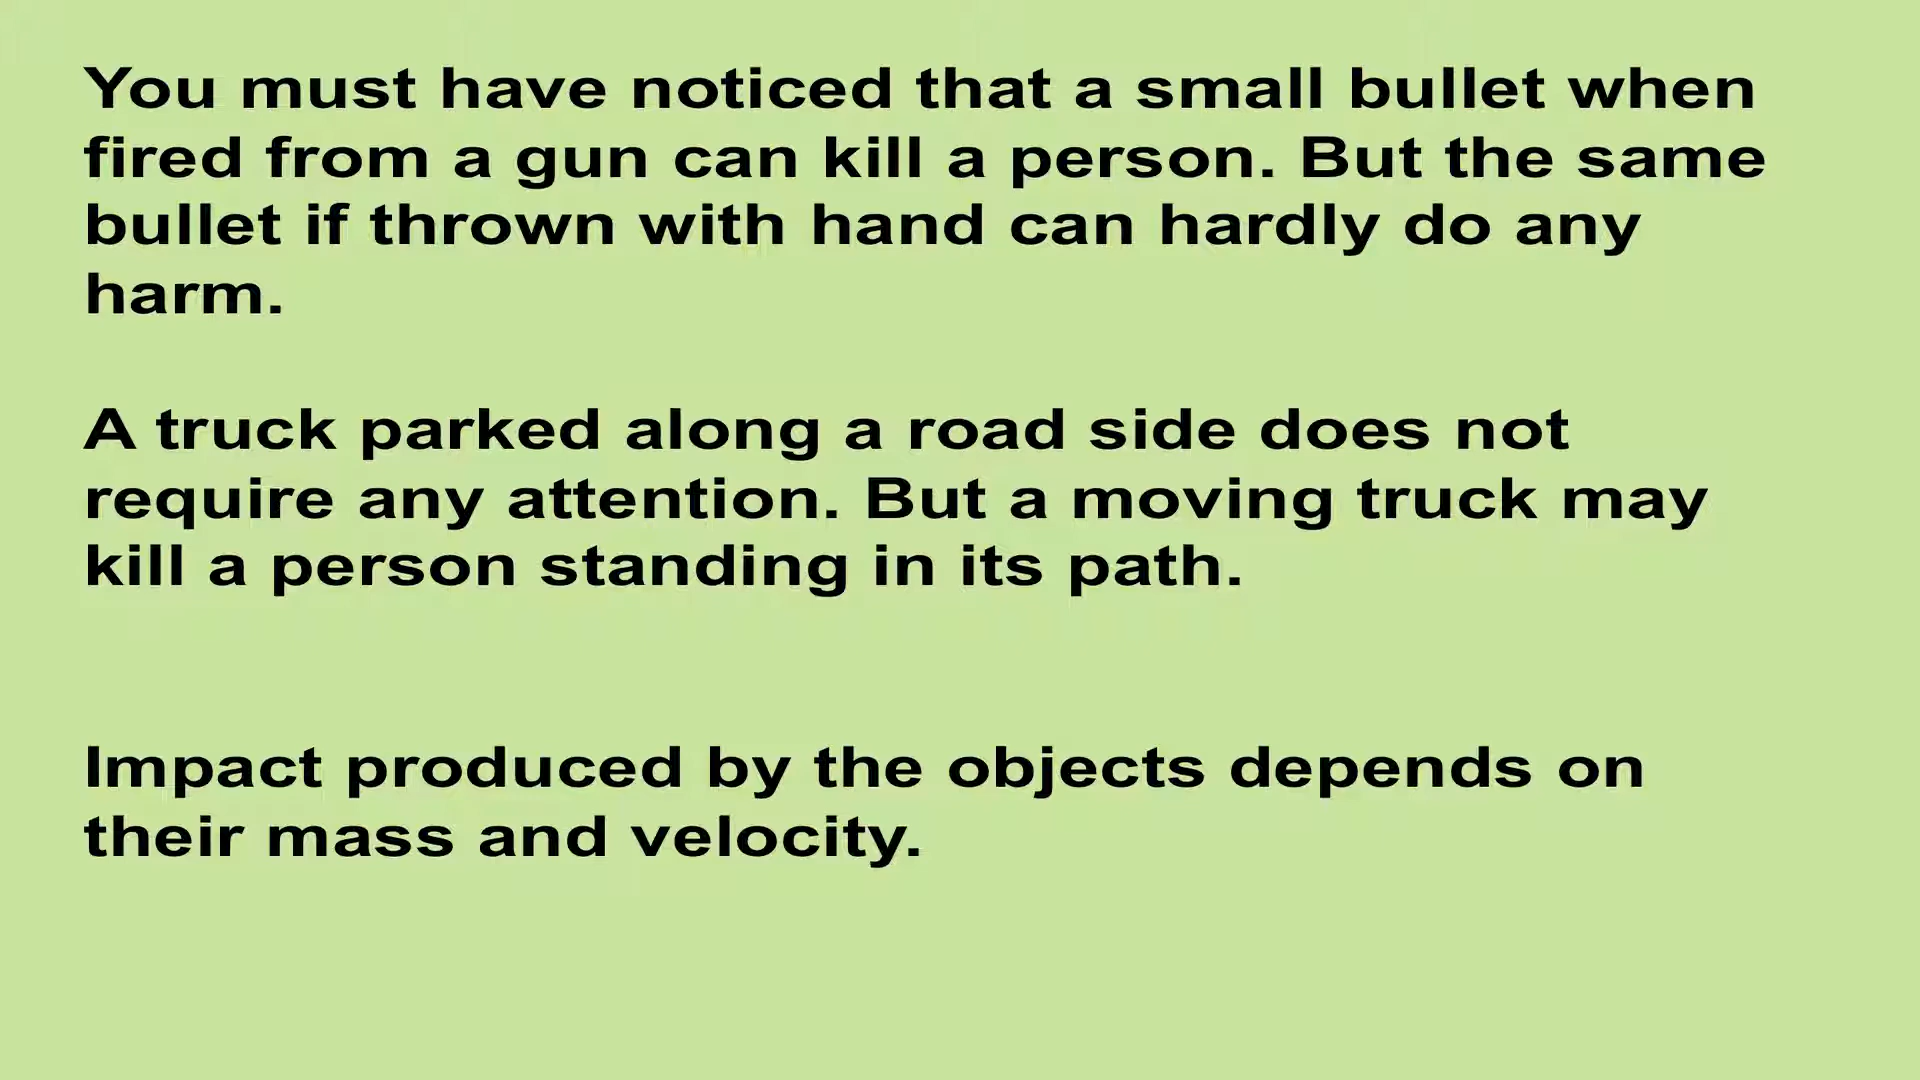 You must have noticed that a small bullet when
fired from a gun can kill a person. But the same
bullet if thrown with hand can hardly do any
harm.
A truck parked along a road side does not
require any attention. But a moving truck may
kill a person standing in its path.
Impact produced by the objects depends on
their mass and velocity.